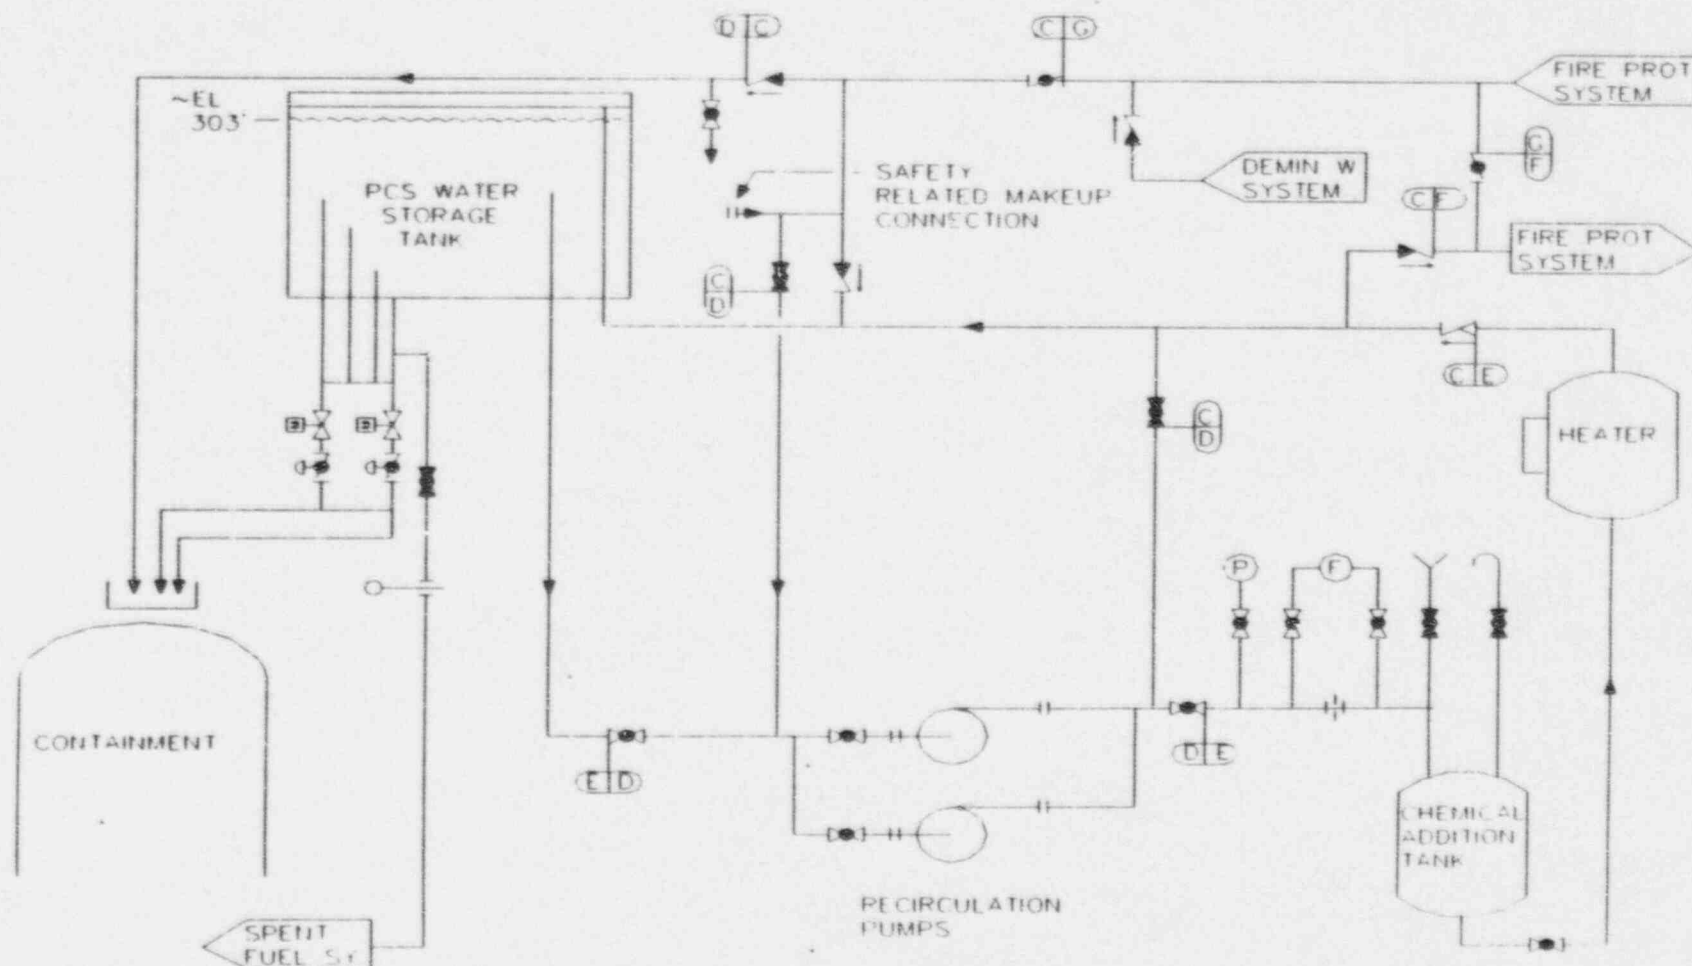 D C
C G
FIRE PROT
SYSTEM
~EL
303'
G
F
SAFETY
RELATED MAKEUP
CONNECTION
DEMIN W
SYSTEM
PCS WATER
STORAGE
TANK
C F
FIRE PROT
SYSTEM
C
D
C E
C
D
HEATER
P
F
CONTAINMENT
E D
D E
CHEMICAL
ADDITION
TANK
RECIRCULATION
PUMPS
SPENT
FUEL SY